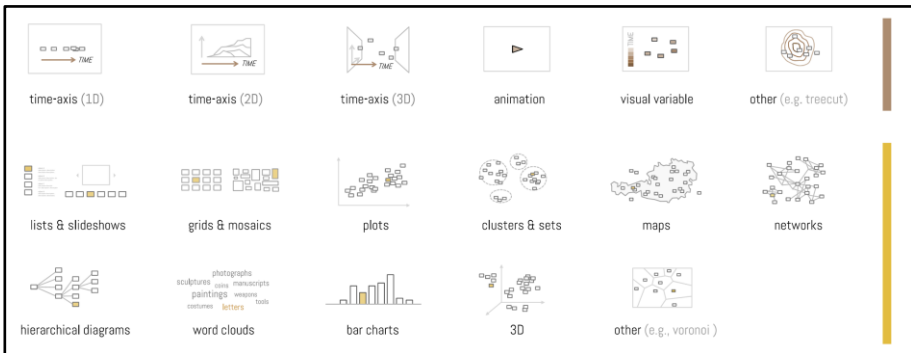 TIME
TIME
TIME
TIME
time-axis (1D)
time-axis (2D)
time-axis (3D)
animation
visual variable
other (e.g. treecut)
lists & slideshows
grids & mosaics
plots
clusters & sets
maps
networks
photographs
sculptures coins manuscripts
paintings weapons
tools
costumes letters
hierarchical diagrams
word clouds
bar charts
3D
other (e.g., voronoi )